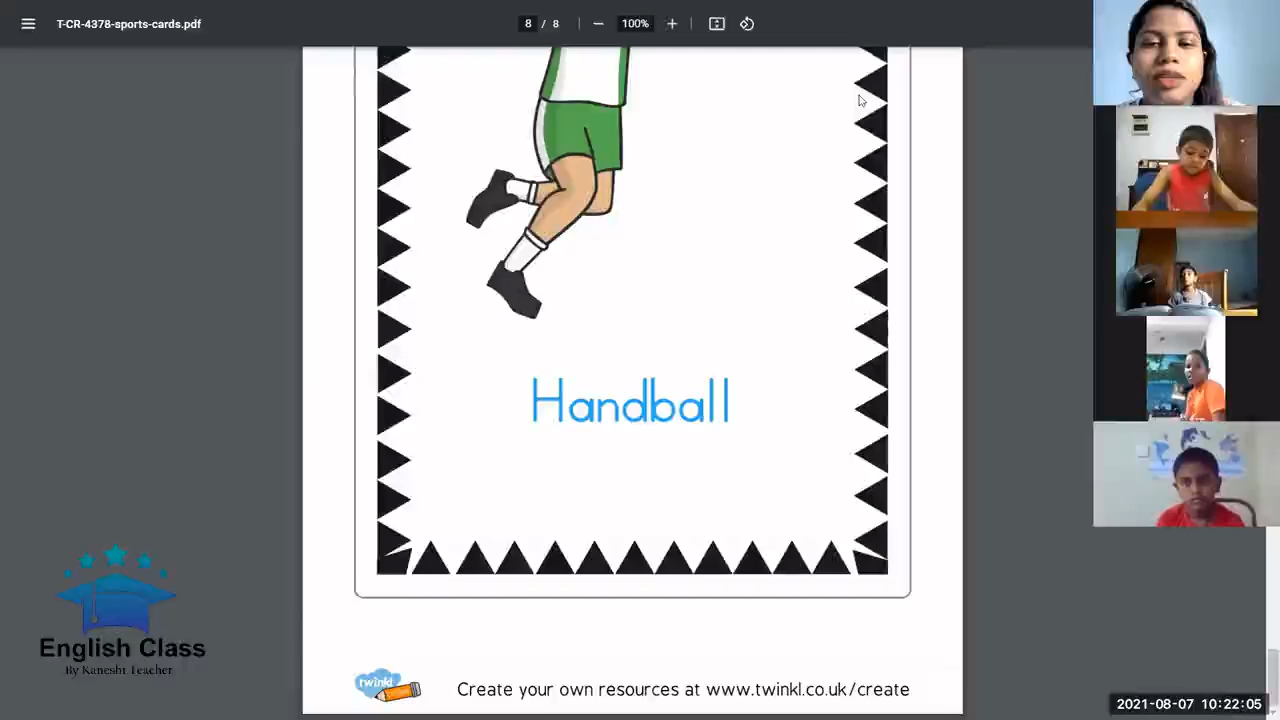 T-CR-4378-sports-cards.pdf
8 / 8
100%
Handball
English Class
By Kanesht Teacher
twinkl
Create your own resources at www.twinkl.co.uk/create
2021-08-07 10:22:05